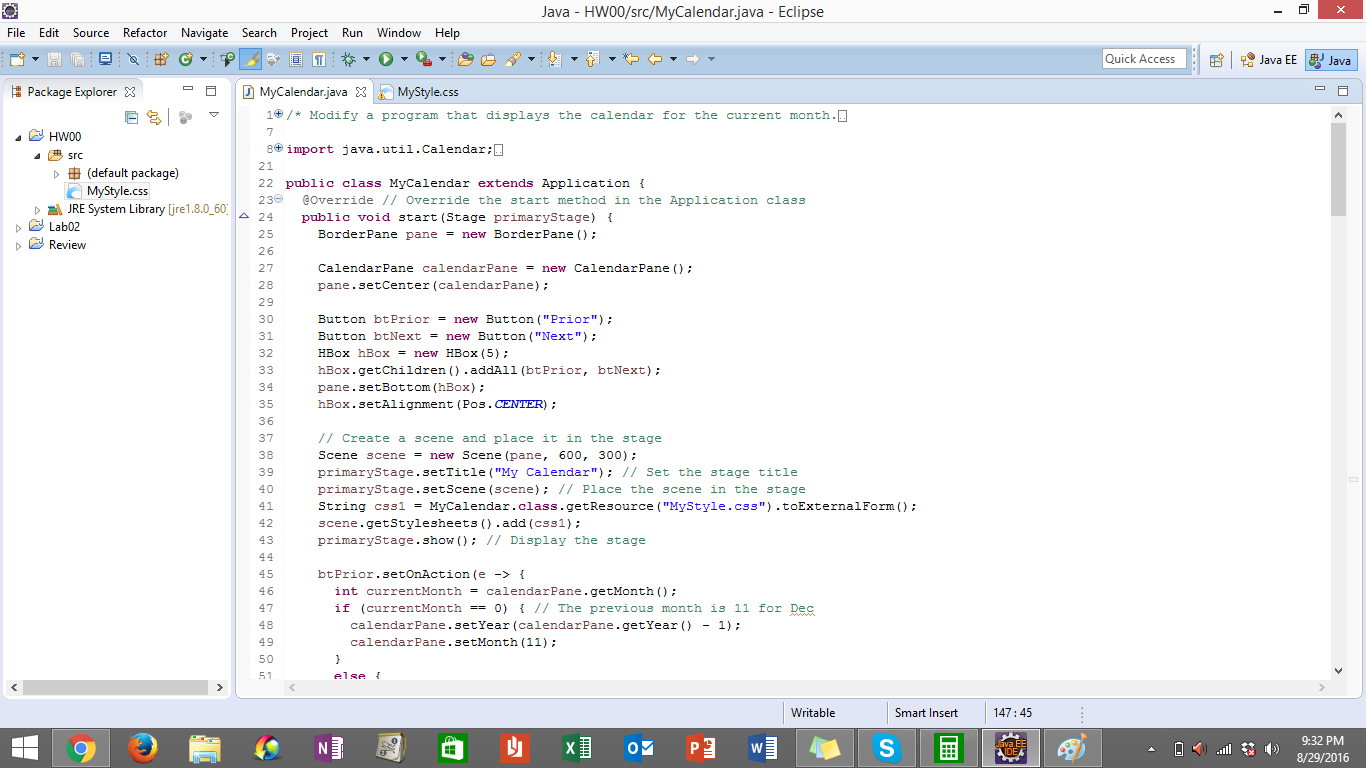 Java - HW00/src/MyCalendar.java - Eclipse
File Edit Source Refactor Navigate Search Project Run Window Help
Quick Access Java EE Java
Package Explorer
HW00
src
(default package)
MyStyle.css
JRE System Library [jre1.8.0_60]
Lab02
Review
MyCalendar.java MyStyle.css
1 /* Modify a program that displays the calendar for the current month.
7
8 import java.util.Calendar;
21
22 public class MyCalendar extends Application {
23 @Override // Override the start method in the Application class
24 public void start(Stage primaryStage) {
25 BorderPane pane = new BorderPane();
26
27 CalendarPane calendarPane = new CalendarPane();
28 pane.setCenter(calendarPane);
29
30 Button btPrior = new Button("Prior");
31 Button btNext = new Button("Next");
32 HBox hBox = new HBox(5);
33 hBox.getChildren().addAll(btPrior, btNext);
34 pane.setBottom(hBox);
35 hBox.setAlignment(Pos.CENTER);
36
37 // Create a scene and place it in the stage
38 Scene scene = new Scene(pane, 600, 300);
39 primaryStage.setTitle("My Calendar"); // Set the stage title
40 primaryStage.setScene(scene); // Place the scene in the stage
41 String css1 = MyCalendar.class.getResource("MyStyle.css").toExternalForm();
42 scene.getStylesheets().add(css1);
43 primaryStage.show(); // Display the stage
44
45 btPrior.setOnAction(e -> {
46 int currentMonth = calendarPane.getMonth();
47 if (currentMonth == 0) { // The previous month is 11 for Dec
48 calendarPane.setYear(calendarPane.getYear() - 1);
49 calendarPane.setMonth(11);
50 }
51 else {
Writable Smart Insert 147 : 45
Java EE
IDE
9:32 PM
8/29/2016